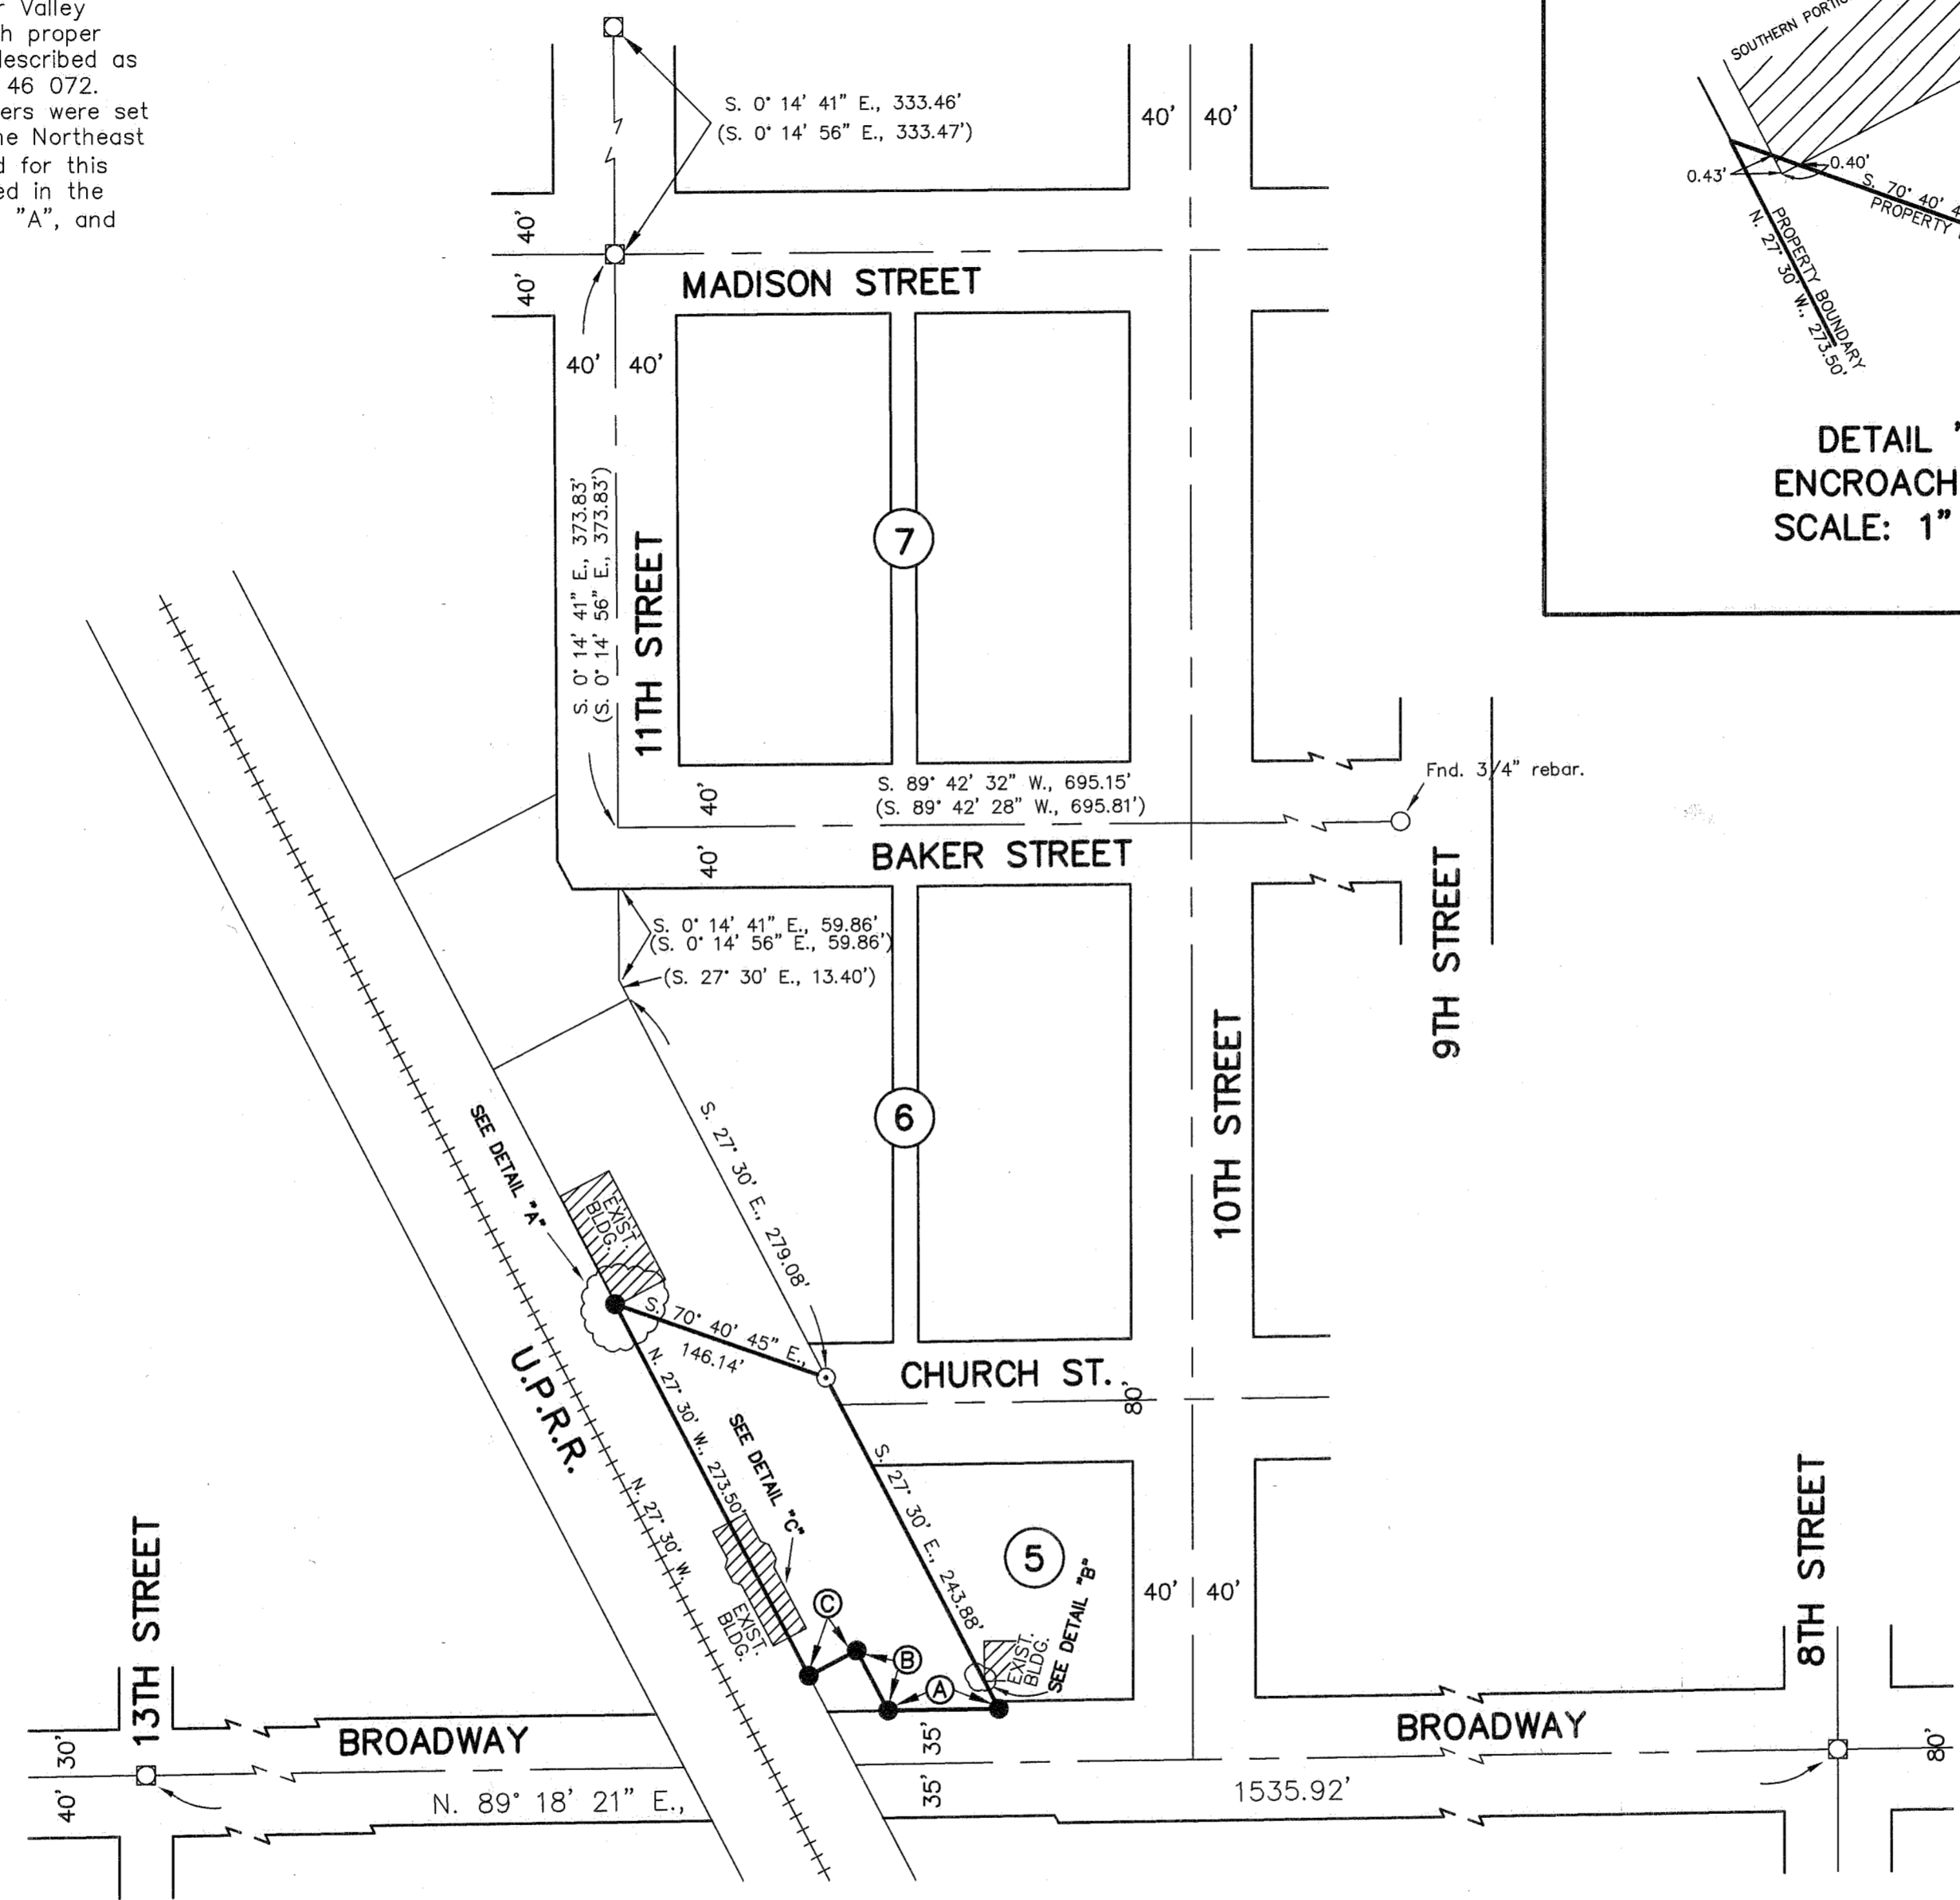 r Valley
h proper
described as
46 072.
ers were set
he Northeast
d for this
ed in the
"A", and
S. 0° 14' 41" E., 333.46'
(S. 0° 14' 56" E., 333.47')
40' 40'
40'
40'
MADISON STREET
40' 40'
SOUTHERN PORTIO
0.43'
0.40'
S. 70° 40' 4
PROPERTY
PROPERTY BOUNDARY
N. 27° 30' W., 273.50'
DETAIL "
ENCROACH
SCALE: 1"
S. 0° 14' 41" E., 373.83'
(S. 0° 14' 56" E., 373.83')
11TH STREET
7
40'
S. 89° 42' 32" W., 695.15'
(S. 89° 42' 28" W., 695.81')
Fnd. 3/4" rebar.
40'
BAKER STREET
9TH STREET
S. 0° 14' 41" E., 59.86'
(S. 0° 14' 56" E., 59.86')
(S. 27° 30' E., 13.40')
6
10TH STREET
S. 27° 30' E., 279.08'
SEE DETAIL "A"
EXIST.
BLDG.
S. 70° 40' 45" E.,
146.14'
CHURCH ST.
80'
U.P.R.R.
N. 27° 30' W., 273.50'
SEE DETAIL "C"
N. 27° 30' W.
S. 27° 30' E., 243.88'
5
SEE DETAIL "B"
40' 40'
EXIST.
BLDG.
C
B
A
EXIST.
BLDG.
13TH STREET
8TH STREET
30'
40'
BROADWAY
35'
35'
BROADWAY
80'
N. 89° 18' 21" E.,
1535.92'